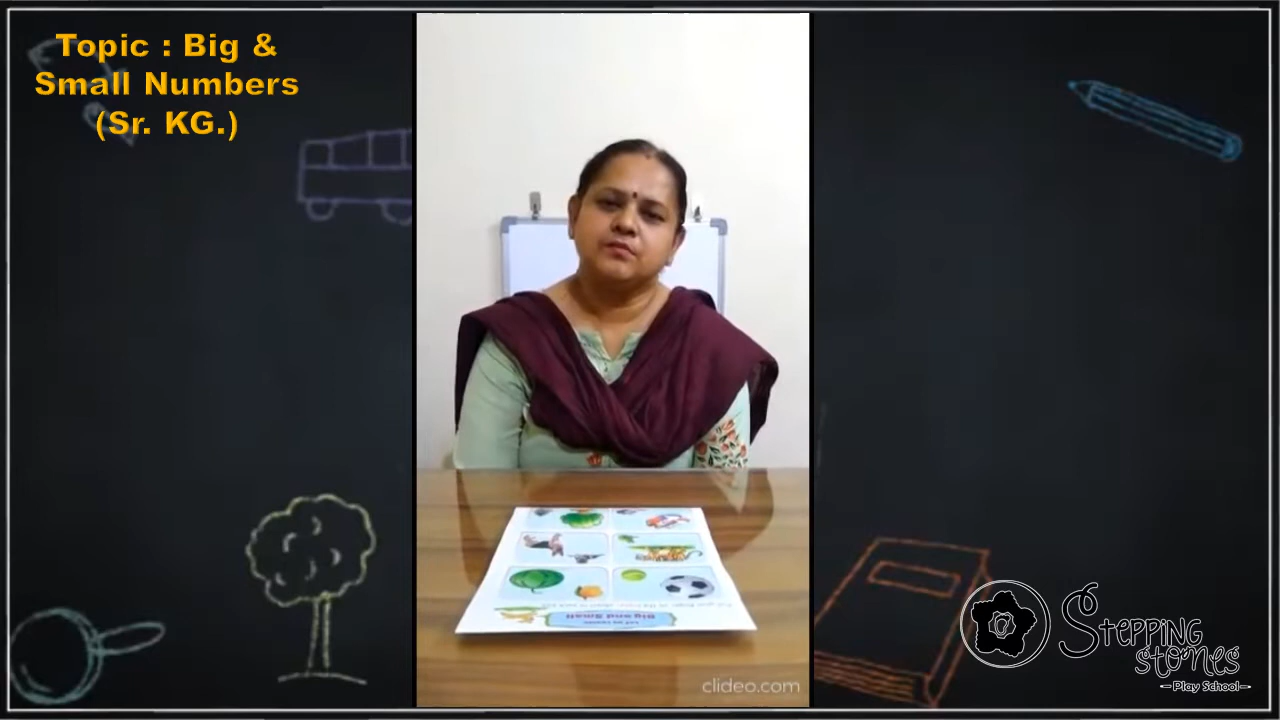 Topic : Big &
Small Numbers
(Sr. KG.)
Big and Small
clideo.com
Stepping
Stones
Play School